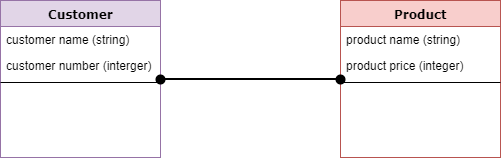 Customer
customer name (string)
customer number (interger)
Product
product name (string)
product price (integer)